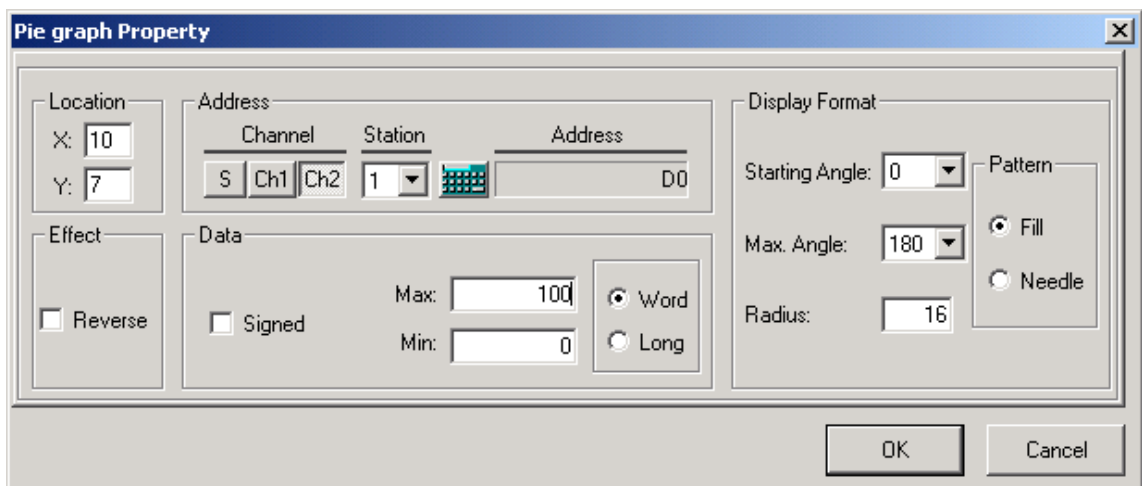 Pie graph Property
Location
X: 10
Y: 7
Address
Channel Station Address
S Ch1 Ch2 1 D0
Display Format
Starting Angle: 0
Max. Angle: 180
Radius: 16
Pattern
Fill
Needle
Effect
Reverse
Data
Signed
Max: 100
Min: 0
Word
Long
OK Cancel